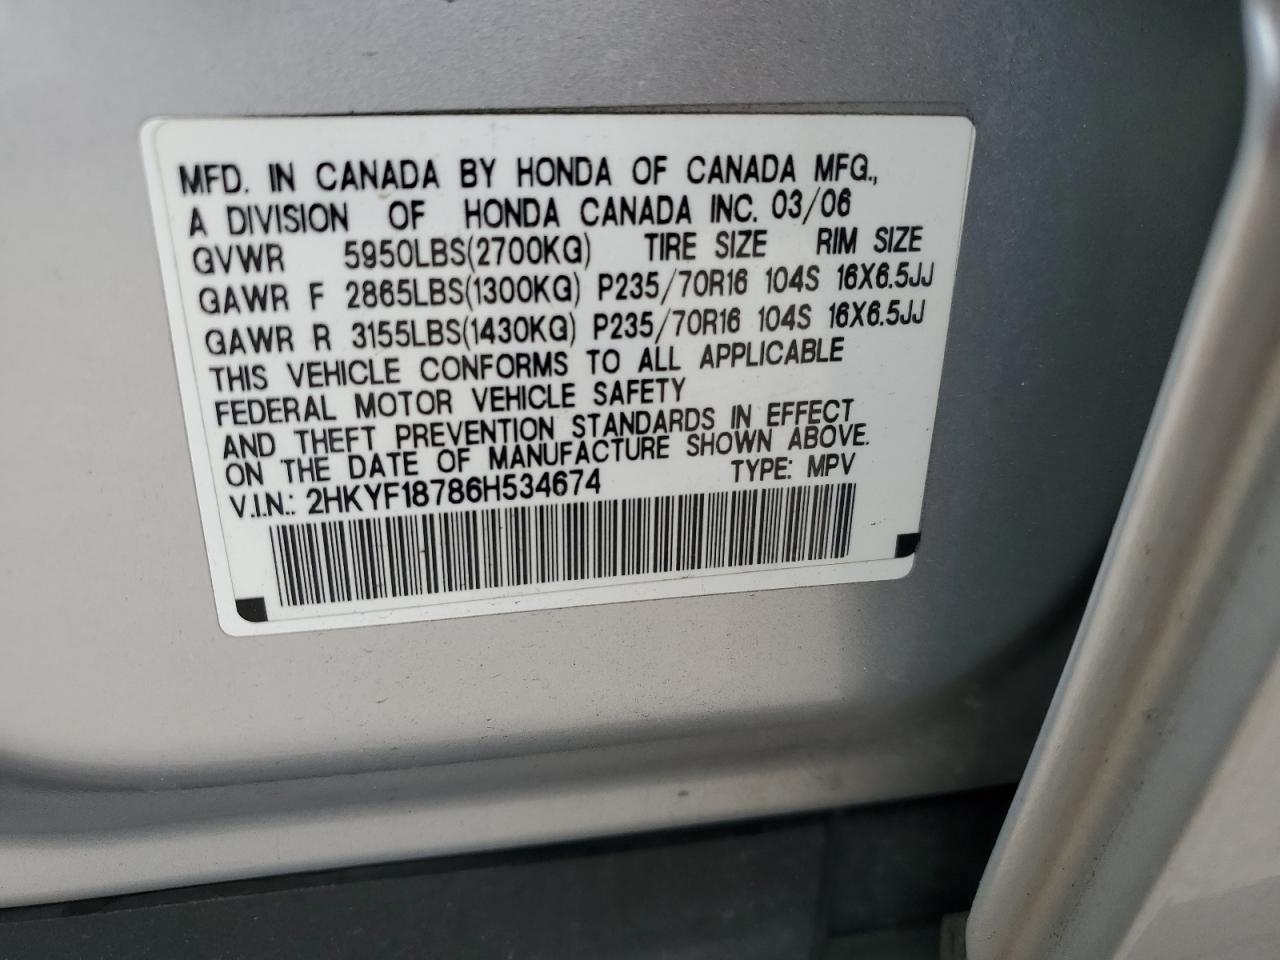 MFD. IN CANADA BY HONDA OF CANADA MFG.,
A DIVISION OF HONDA CANADA INC. 03/06
GVWR 5950LBS(2700KG) TIRE SIZE RIM SIZE
GAWR F 2865LBS(1300KG) P235/70R16 104S 16X6.5JJ
GAWR R 3155LBS(1430KG) P235/70R16 104S 16X6.5JJ
THIS VEHICLE CONFORMS TO ALL APPLICABLE
FEDERAL MOTOR VEHICLE SAFETY
AND THEFT PREVENTION STANDARDS IN EFFECT
ON THE DATE OF MANUFACTURE SHOWN ABOVE.
V.I.N.: 2HKYF18786H534674 TYPE: MPV